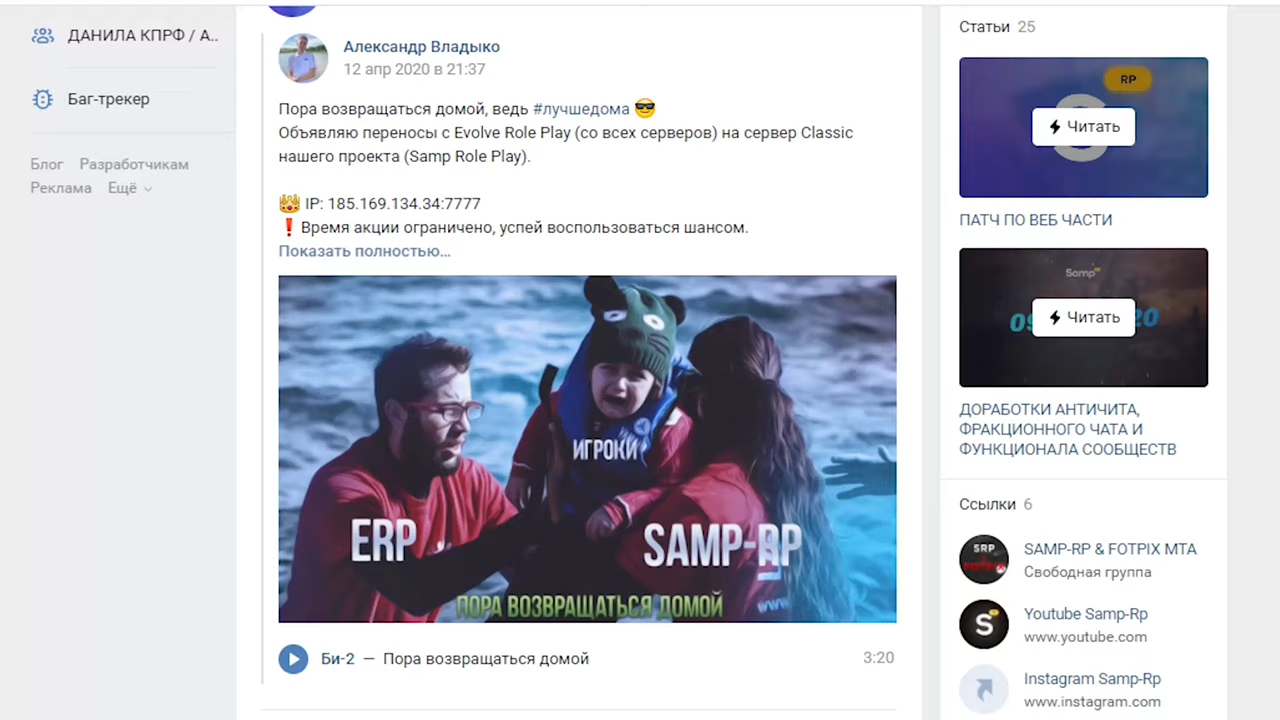 ДАНИЛА КПРФ / А..
Баг-трекер
Блог Разработчикам
Реклама Ещё
Александр Владыко
12 апр 2020 в 21:37
Пора возвращаться домой, ведь #лучшедома
Объявляю переносы с Evolve Role Play (со всех серверов) на сервер Classic
нашего проекта (Samp Role Play).
IP: 185.169.134.34:7777
Время акции ограничено, успей воспользоваться шансом.
Показать полностью…
ИГРОКИ
ERP
SAMP-RP
ПОРА ВОЗВРАЩАТЬСЯ ДОМОЙ
www
Би-2 — Пора возвращаться домой
3:20
Статьи 25
RP
S
Читать
ПАТЧ ПО ВЕБ ЧАСТИ
Samp
09
20
Читать
ДОРАБОТКИ АНТИЧИТА,
ФРАКЦИОННОГО ЧАТА И
ФУНКЦИОНАЛА СООБЩЕСТВ
Ссылки 6
SRP
SAMP-RP & FOTPIX MTA
Свободная группа
S
Youtube Samp-Rp
www.youtube.com
Instagram Samp-Rp
www.instagram.com